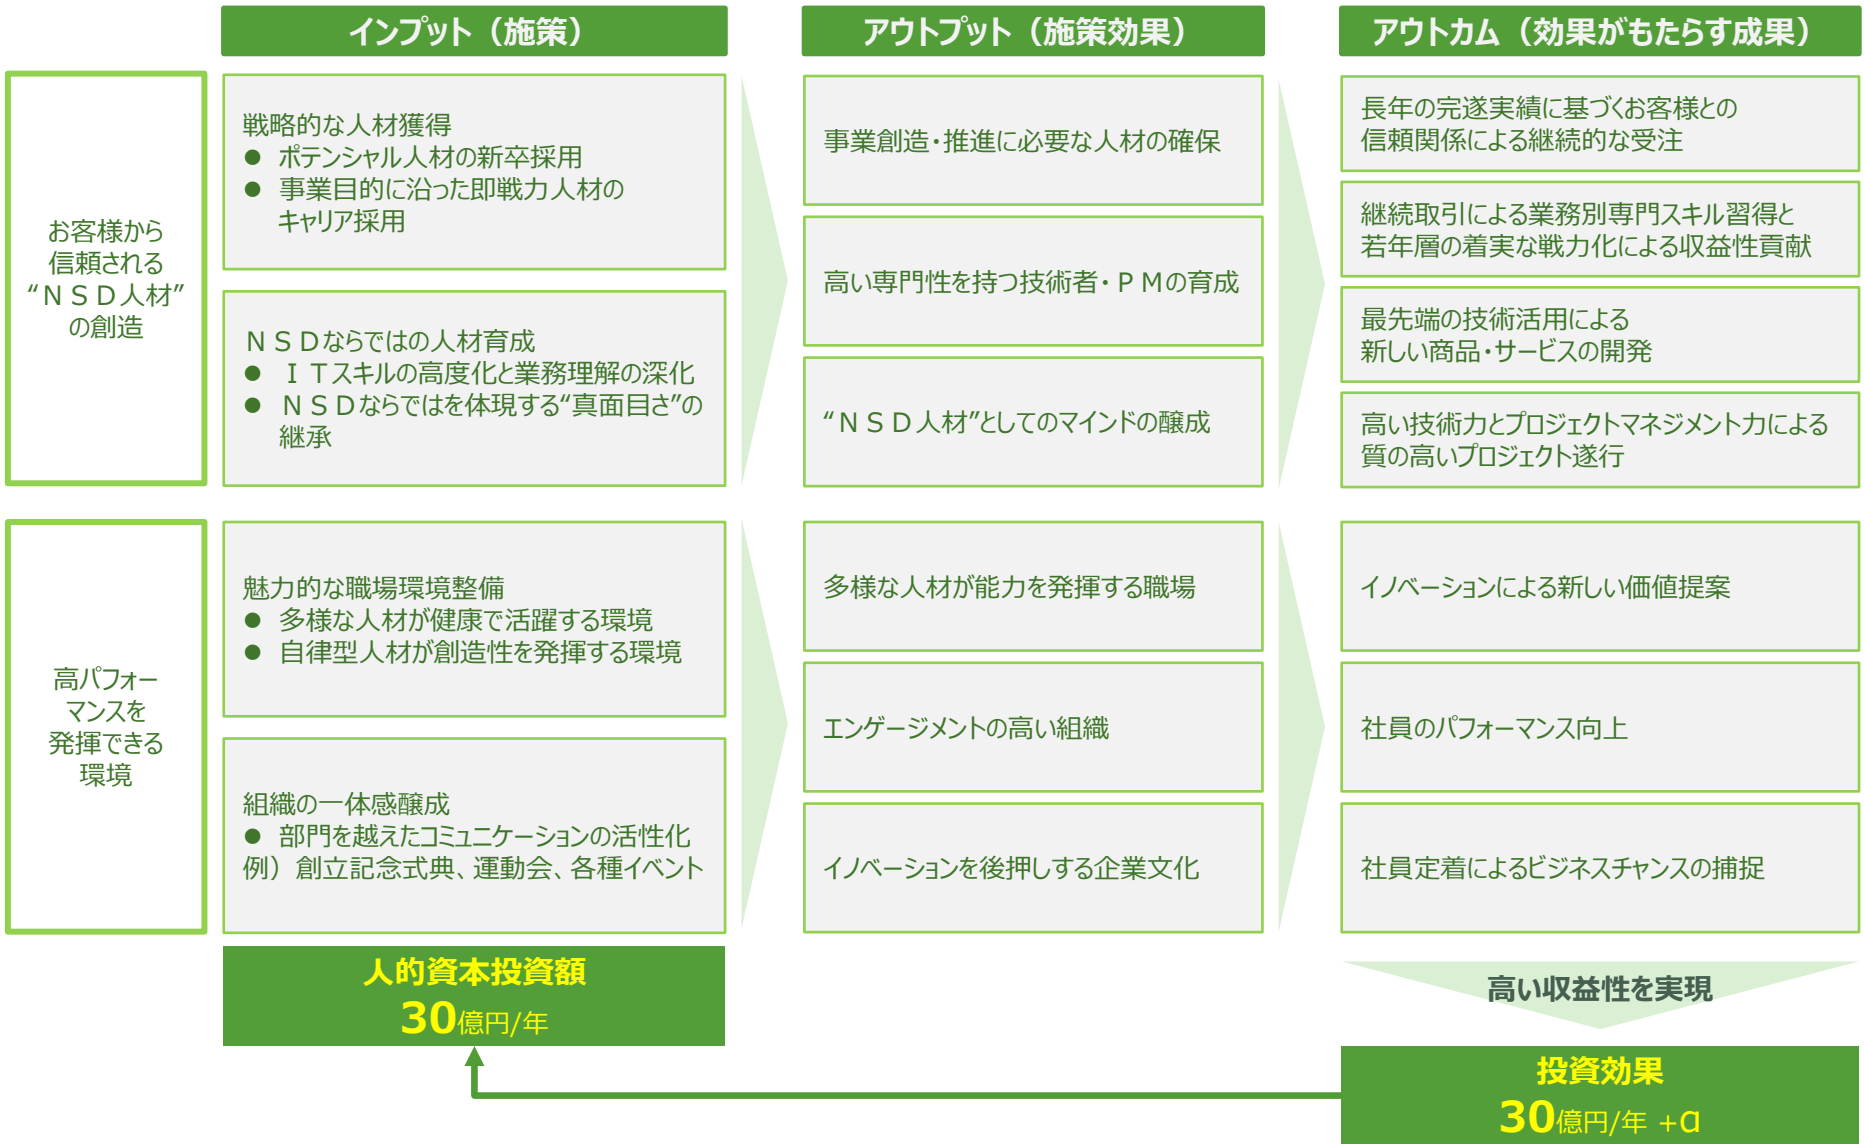 インプット（施策）
アウトプット（施策効果）
アウトカム（効果がもたらす成果）
お客様から
信頼される
“ＮＳＤ人材”
の創造
戦略的な人材獲得
● ポテンシャル人材の新卒採用
● 事業目的に沿った即戦力人材の
キャリア採用
ＮＳＤならではの人材育成
● ＩＴスキルの高度化と業務理解の深化
● ＮＳＤならではを体現する“真面目さ”の
継承
事業創造・推進に必要な人材の確保
高い専門性を持つ技術者・ＰＭの育成
“ＮＳＤ人材”としてのマインドの醸成
長年の完遂実績に基づくお客様との
信頼関係による継続的な受注
継続取引による業務別専門スキル習得と
若年層の着実な戦力化による収益性貢献
最先端の技術活用による
新しい商品・サービスの開発
高い技術力とプロジェクトマネジメント力による
質の高いプロジェクト遂行
高パフォー
マンスを
発揮できる
環境
魅力的な職場環境整備
● 多様な人材が健康で活躍する環境
● 自律型人材が創造性を発揮する環境
組織の一体感醸成
● 部門を越えたコミュニケーションの活性化
例）創立記念式典、運動会、各種イベント
多様な人材が能力を発揮する職場
エンゲージメントの高い組織
イノベーションを後押しする企業文化
イノベーションによる新しい価値提案
社員のパフォーマンス向上
社員定着によるビジネスチャンスの捕捉
人的資本投資額
30億円/年
高い収益性を実現
投資効果
30億円/年 +α